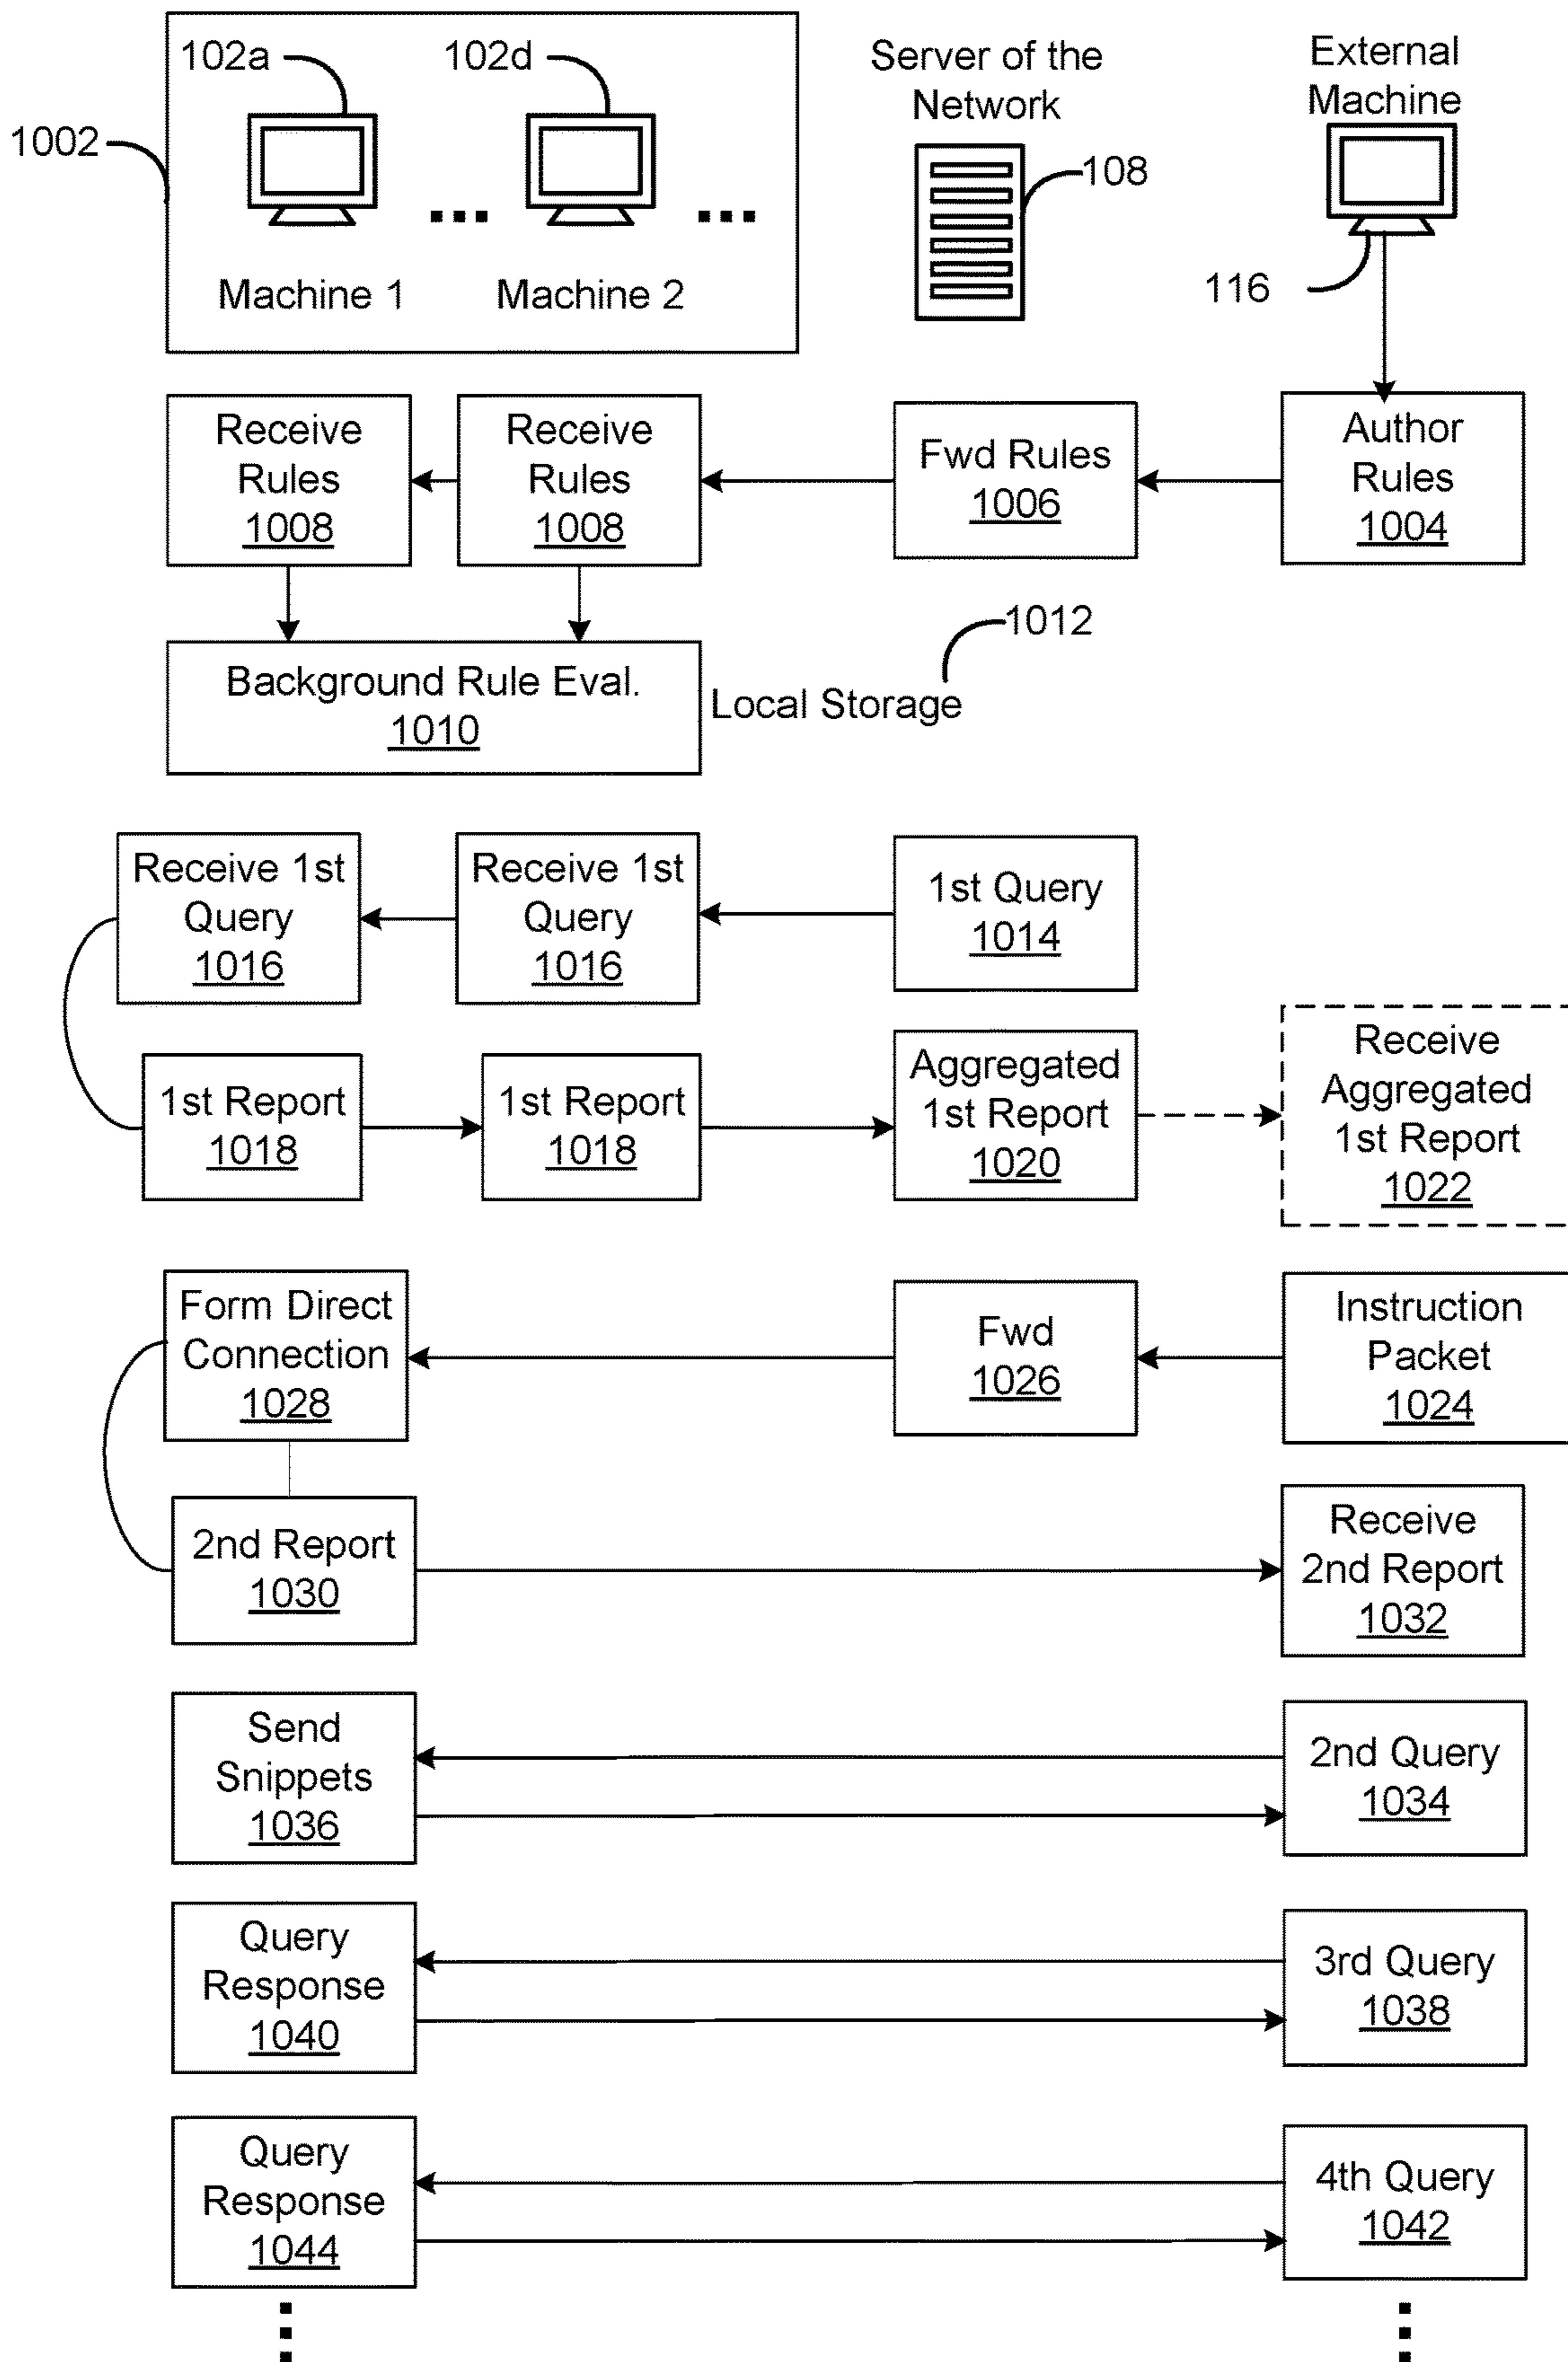 102a
102d
1002
Machine 1
Machine 2
Server of the
Network
108
External
Machine
116
Receive
Rules
1008
Receive
Rules
1008
Fwd Rules
1006
Author
Rules
1004
Background Rule Eval.
1010
Local Storage
1012
Receive 1st
Query
1016
Receive 1st
Query
1016
1st Query
1014
1st Report
1018
1st Report
1018
Aggregated
1st Report
1020
Receive
Aggregated
1st Report
1022
Form Direct
Connection
1028
Fwd
1026
Instruction
Packet
1024
2nd Report
1030
Receive
2nd Report
1032
Send
Snippets
1036
2nd Query
1034
Query
Response
1040
3rd Query
1038
Query
Response
1044
4th Query
1042